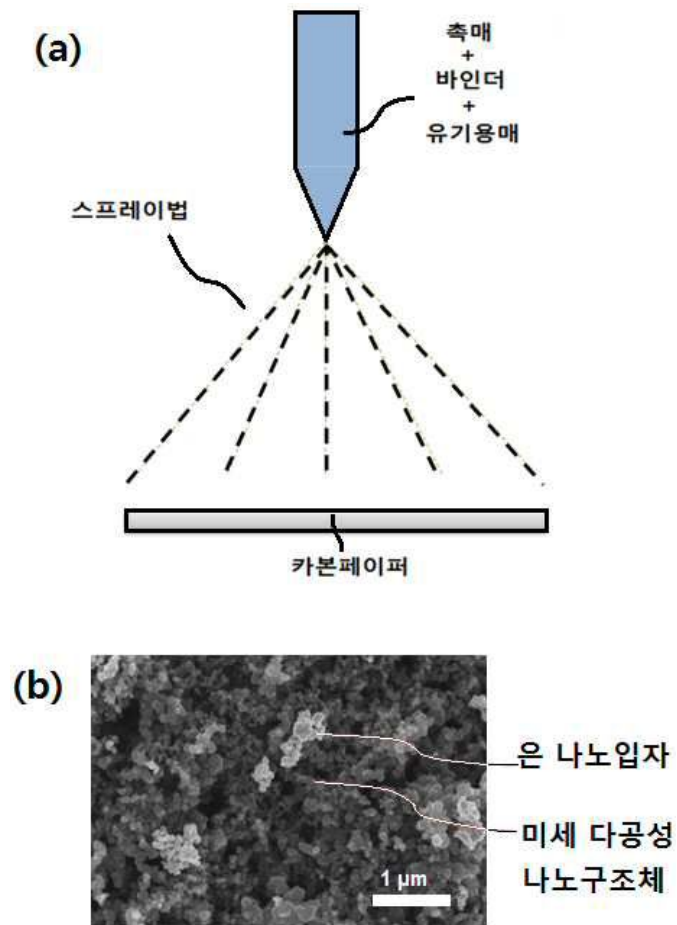 (a)
촉매
+
바인더
+
유기용매
스프레이법
카본페이퍼
(b)
은 나노입자
미세 다공성
나노구조체
1 μm